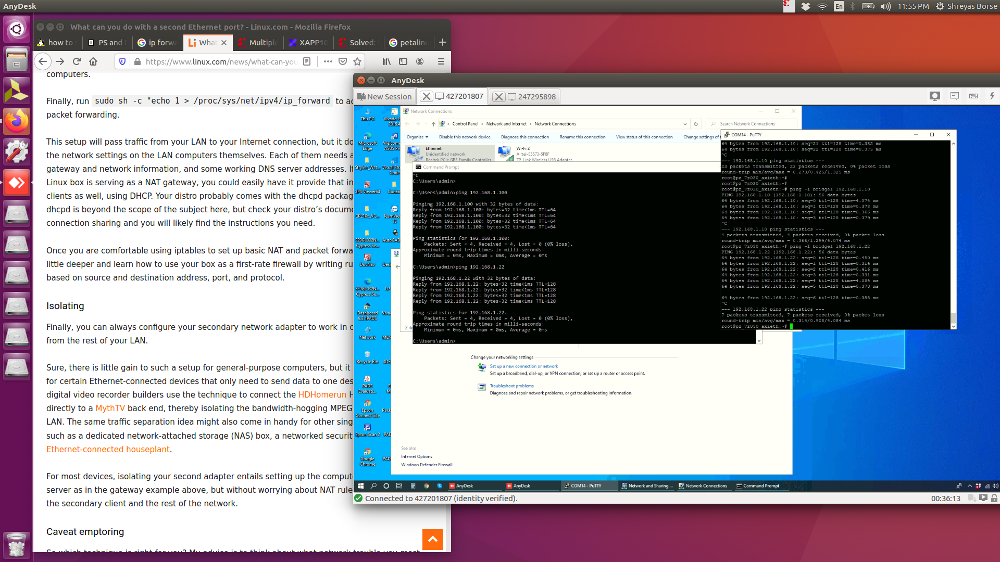 AnyDesk
En
11:55 PM
Shreyas Borse
What can you do with a second Ethernet port? - Linux.com - Mozilla Firefox
how to
PS and
ip forwa
What
Multiple
XAPP10
Solved:
petalinu
https://www.linux.com/news/what-can-you
computers.
Finally, run sudo sh -c "echo 1 > /proc/sys/net/ipv4/ip_forward to ac
packet forwarding.
This setup will pass traffic from your LAN to your Internet connection, but it do
the network settings on the LAN computers themselves. Each of them needs a
gateway and network information, and some working DNS server addresses. If
Linux box is serving as a NAT gateway, you could easily have it provide that in
clients as well, using DHCP. Your distro probably comes with the dhcpd packag
dhcpd is beyond the scope of the subject here, but check your distro's docume
connection sharing and you will likely find the instructions you need.
Once you are comfortable using iptables to set up basic NAT and packet forwa
little deeper and learn how to use your box as a first-rate firewall by writing ru
based on source and destination address, port, and protocol.
Isolating
Finally, you can always configure your secondary network adapter to work in c
from the rest of your LAN.
Sure, there is little gain to such a setup for general-purpose computers, but it
for certain Ethernet-connected devices that only need to send data to one des
digital video recorder builders use the technique to connect the HDHomerun H
directly to a MythTV back end, thereby isolating the bandwidth-hogging MPEG
LAN. The same traffic separation idea might also come in handy for other sing
such as a dedicated network-attached storage (NAS) box, a networked securit
Ethernet-connected houseplant.
For most devices, isolating your second adapter entails setting up the compute
server as in the gateway example above, but without worrying about NAT rule
the secondary client and the rest of the network.
Caveat emptoring
So which technique is right for you? My advice is to think about what network trouble you most
AnyDesk
New Session
427201807
247295898
This PC
Vivado H
2015.4
Microsoft
Edge
Welcome
ASUS Pr
Stryker_Wat...
Visual Stu
Code
XPS Viewer64
Cunate
CP210x_VC...
TeamView
13
S29GL032N...
Cypress Se...
AutoCAD
DocNav
Desi
S29GL032N...
Cypress Se...
LP
Dashboard
9.3.1PADS
Vivad
Network
MEN
Recycle Bin
3DE
PADS
Evaluati...
E
M
Epson
Connect Site
Pack
Epson Scan 2
PAD
Google
Chrome
PAD
Network Connections
Control Panel
Network and Internet
Network Connections
Search Network Connections
Organize
Disable this network device
Diagnose this connection
Rename this connection
View status of this connection
Change settings of t
Ethernet
Unidentified network
Realtek PCIe GBE Family Controller
Wi-Fi 2
Airtel-E5573-5F8F
TP-Link Wireless USB Adapter
2 ite
Command Prompt
^C
C:\Users\admin>
C:\Users\admin>ping 192.168.1.100
Pinging 192.168.1.100 with 32 bytes of data:
Reply from 192.168.1.100: bytes=32 time<1ms TTL=64
Reply from 192.168.1.100: bytes=32 time<1ms TTL=64
Reply from 192.168.1.100: bytes=32 time<1ms TTL=64
Reply from 192.168.1.100: bytes=32 time<1ms TTL=64
Ping statistics for 192.168.1.100:
Packets: Sent = 4, Received = 4, Lost = 0 (0% loss),
Approximate round trip times in milli-seconds:
Minimum = 0ms, Maximum = 0ms, Average = 0ms
C:\Users\admin>ping 192.168.1.22
Pinging 192.168.1.22 with 32 bytes of data:
Reply from 192.168.1.22: bytes=32 time<1ms TTL=128
Reply from 192.168.1.22: bytes=32 time<1ms TTL=128
Reply from 192.168.1.22: bytes=32 time<1ms TTL=128
Reply from 192.168.1.22: bytes=32 time<1ms TTL=128
Ping statistics for 192.168.1.22:
Packets: Sent = 4, Received = 4, Lost = 0 (0% loss),
Approximate round trip times in milli-seconds:
Minimum = 0ms, Maximum = 0ms, Average = 0ms
C:\Users\admin>
COM14 - PuTTY
64 bytes from 192.168.1.10: seq=21 ttl=128 time=0.382 ms
64 bytes from 192.168.1.10: seq=22 ttl=128 time=0.375 ms
^C
--- 192.168.1.10 ping statistics ---
23 packets transmitted, 23 packets received, 0% packet loss
round-trip min/avg/max = 0.273/0.425/1.325 ms
root@pz_7z030_axieth:~#
root@pz_7z030_axieth:~#
root@pz_7z030_axieth:~# ping -I bridge1 192.168.1.10
PING 192.168.1.10 (192.168.1.10): 56 data bytes
64 bytes from 192.168.1.10: seq=0 ttl=128 time=4.074 ms
64 bytes from 192.168.1.10: seq=1 ttl=128 time=0.378 ms
64 bytes from 192.168.1.10: seq=2 ttl=128 time=0.366 ms
64 bytes from 192.168.1.10: seq=3 ttl=128 time=0.379 ms
^C
--- 192.168.1.10 ping statistics ---
4 packets transmitted, 4 packets received, 0% packet loss
round-trip min/avg/max = 0.366/1.299/4.074 ms
root@pz_7z030_axieth:~# ping -I bridge1 192.168.1.22
PING 192.168.1.22 (192.168.1.22): 56 data bytes
64 bytes from 192.168.1.22: seq=0 ttl=128 time=0.450 ms
64 bytes from 192.168.1.22: seq=1 ttl=128 time=0.314 ms
64 bytes from 192.168.1.22: seq=2 ttl=128 time=0.416 ms
64 bytes from 192.168.1.22: seq=3 ttl=128 time=0.331 ms
64 bytes from 192.168.1.22: seq=4 ttl=128 time=4.084 ms
64 bytes from 192.168.1.22: seq=5 ttl=128 time=0.373 ms
64 bytes from 192.168.1.22: seq=6 ttl=128 time=0.388 ms
^C
--- 192.168.1.22 ping statistics ---
7 packets transmitted, 7 packets received, 0% packet loss
round-trip min/avg/max = 0.314/0.908/4.084 ms
root@pz_7z030_axieth:~#
Change your networking settings
Set up a new connection or network
Set up a broadband, dial-up, or VPN connection; or set up a router or access point.
Troubleshoot problems
Diagnose and repair network problems, or get troubleshooting information.
See also
Internet Options
Windows Defender Firewall
AnyDesk
AnyDesk
COM14 - PuTTY
Network and Sharing ...
Network Connections
Command Prompt
Connected to 427201807 (identity verified).
00:36:13